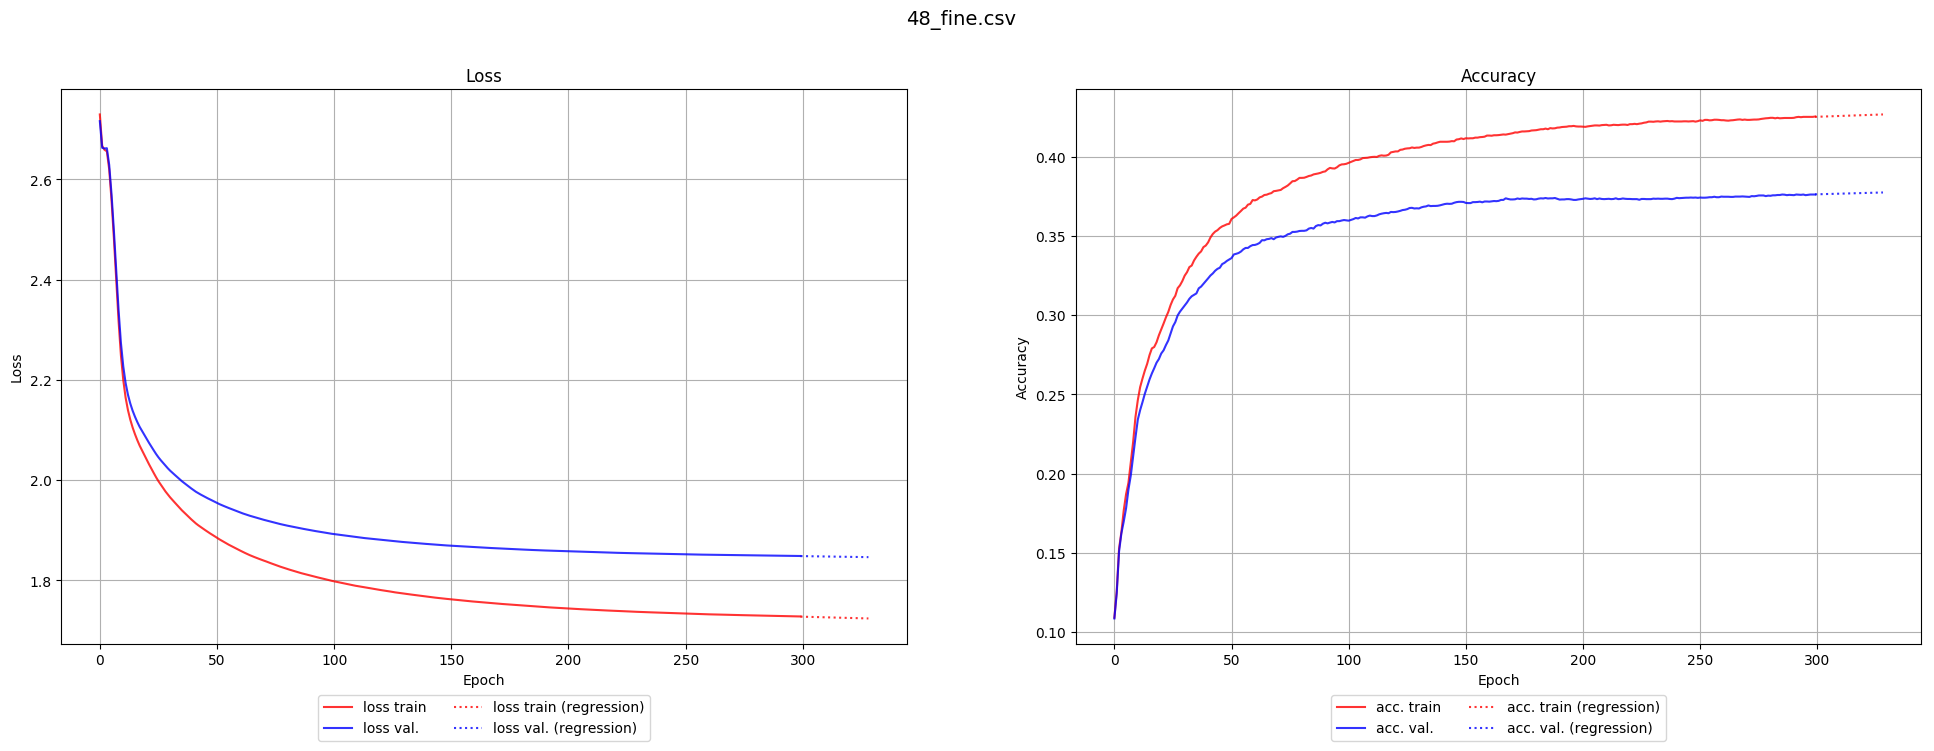 48_fine.csv
Loss
Loss
2.6
2.4
2.2
2.0
1.8
0 50 100 150 200 250 300
Epoch
loss train
loss val.
loss train (regression)
loss val. (regression)
Accuracy
Accuracy
0.40
0.35
0.30
0.25
0.20
0.15
0.10
0 50 100 150 200 250 300
Epoch
acc. train
acc. val.
acc. train (regression)
acc. val. (regression)